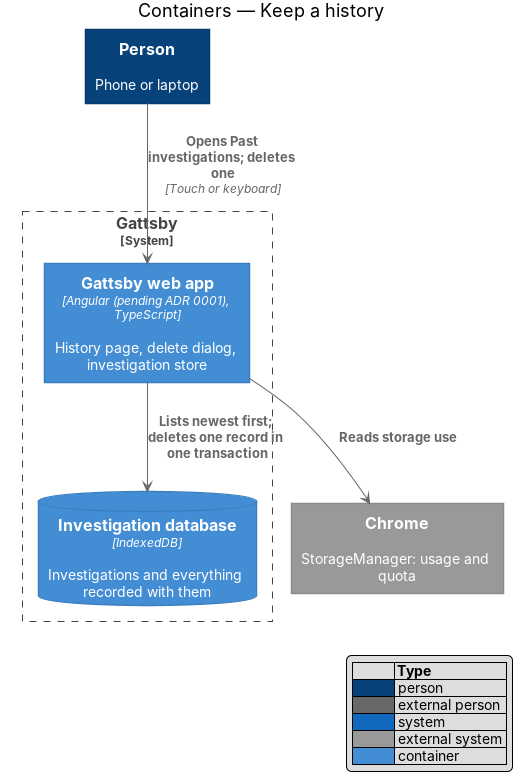 Containers — Keep a history
Person
Phone or laptop
Opens Past
investigations; deletes
one
[Touch or keyboard]
Gattsby
[System]
Gattsby web app
[Angular (pending ADR 0001),
TypeScript]
History page, delete dialog,
investigation store
Lists newest first;
deletes one record in
one transaction
Reads storage use
Investigation database
[IndexedDB]
Investigations and everything
recorded with them
Chrome
StorageManager: usage and
quota
Type
person
external person
system
external system
container